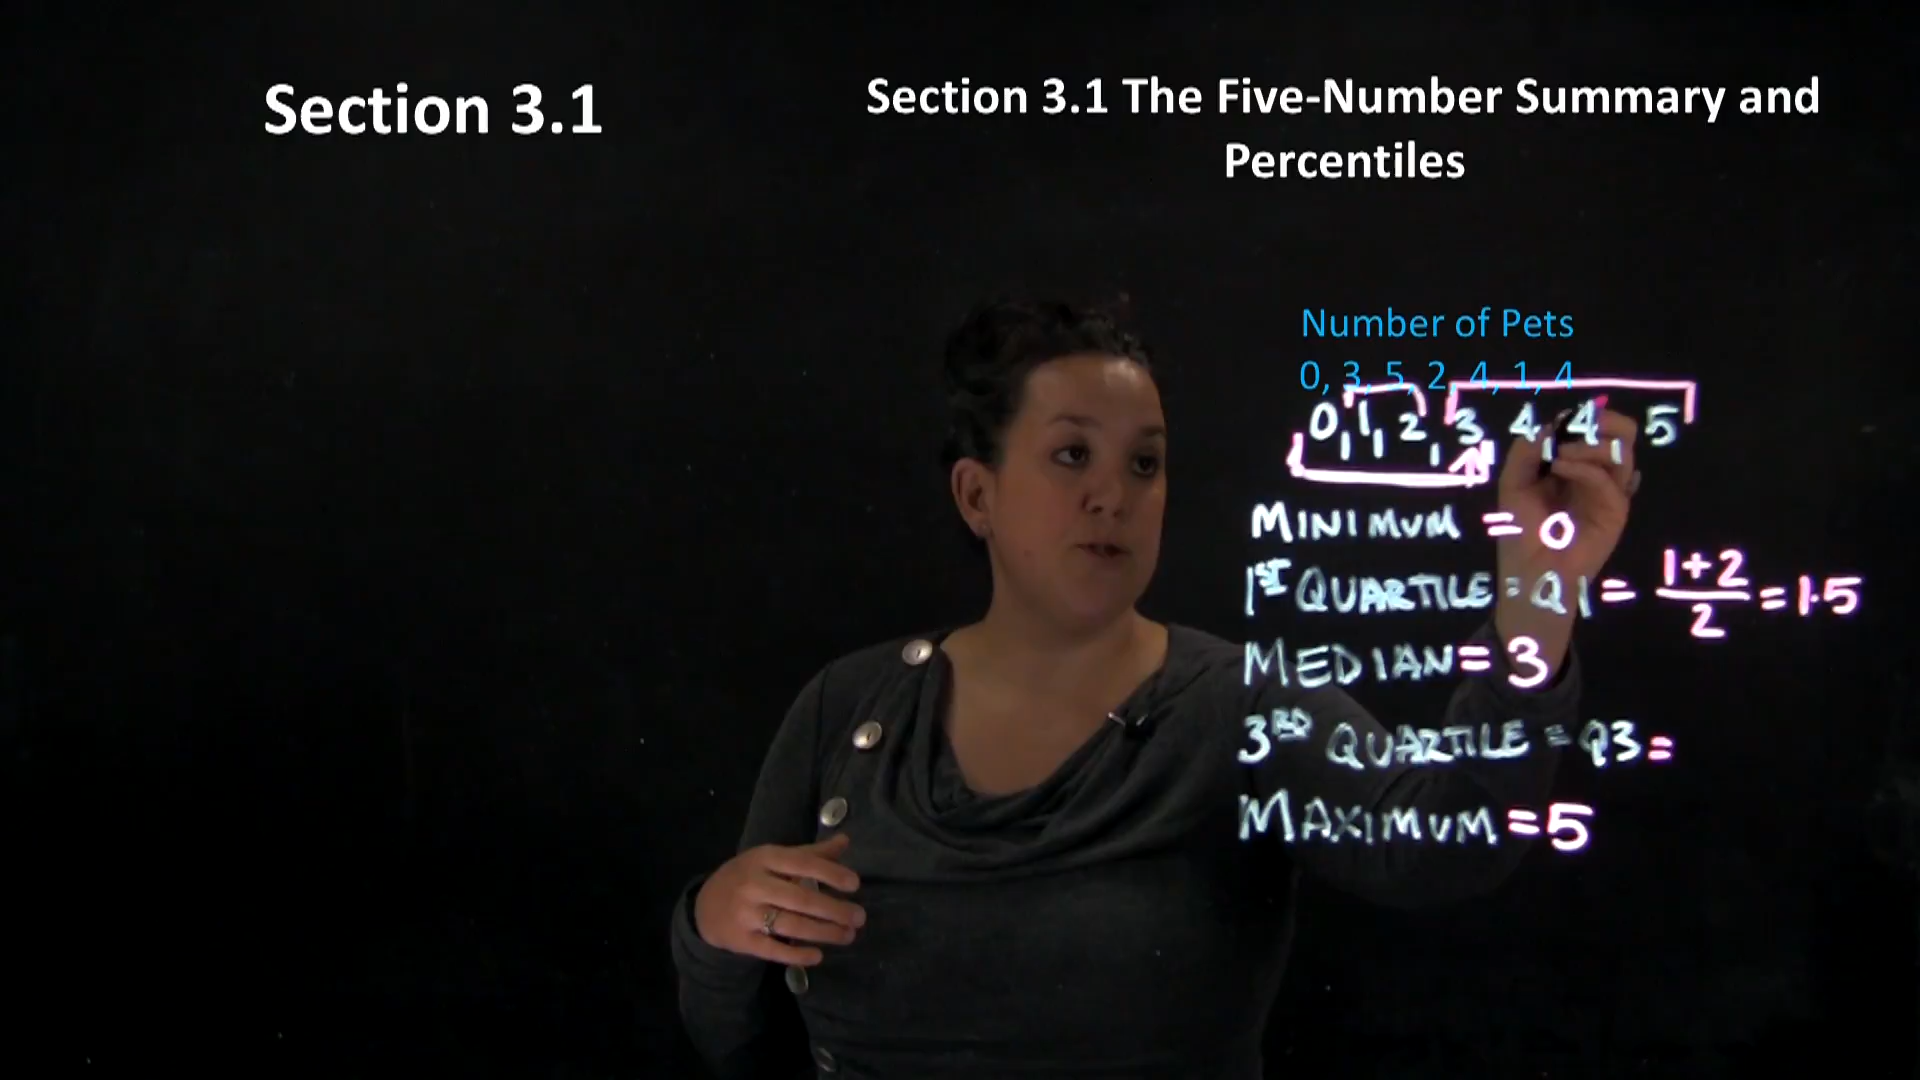 Section 3.1
Section 3.1 The Five-Number Summary and
Percentiles
Number of Pets
0, 3, 5, 2, 4, 1, 4
0, 1, 2, 3, 4, 4, 5
MINIMUM = 0
1ST QUARTILE = Q1 = 1+2/2 = 1.5
MEDIAN = 3
3RD QUARTILE = Q3 =
MAXIMUM = 5